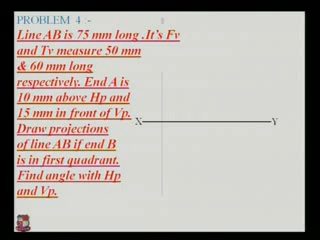 PROBLEM 4 -
Line AB is 75 mm long .It's Fv
and Tv measure 50 mm
& 60 mm long
respectively. End A is
10 mm above Hp and
15 mm in front of Vp.
Draw projections
of line AB if end B
is in first quadrant.
Find angle with Hp
and Vp.
X Y